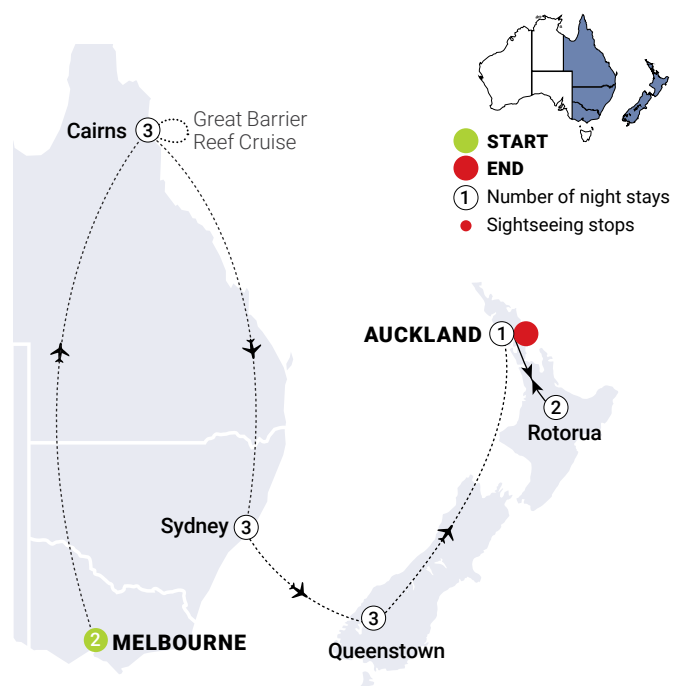 START
END
1 Number of night stays
Sightseeing stops
Cairns 3
Great Barrier
Reef Cruise
AUCKLAND 1
2
Rotorua
Sydney 3
3
Queenstown
2 MELBOURNE